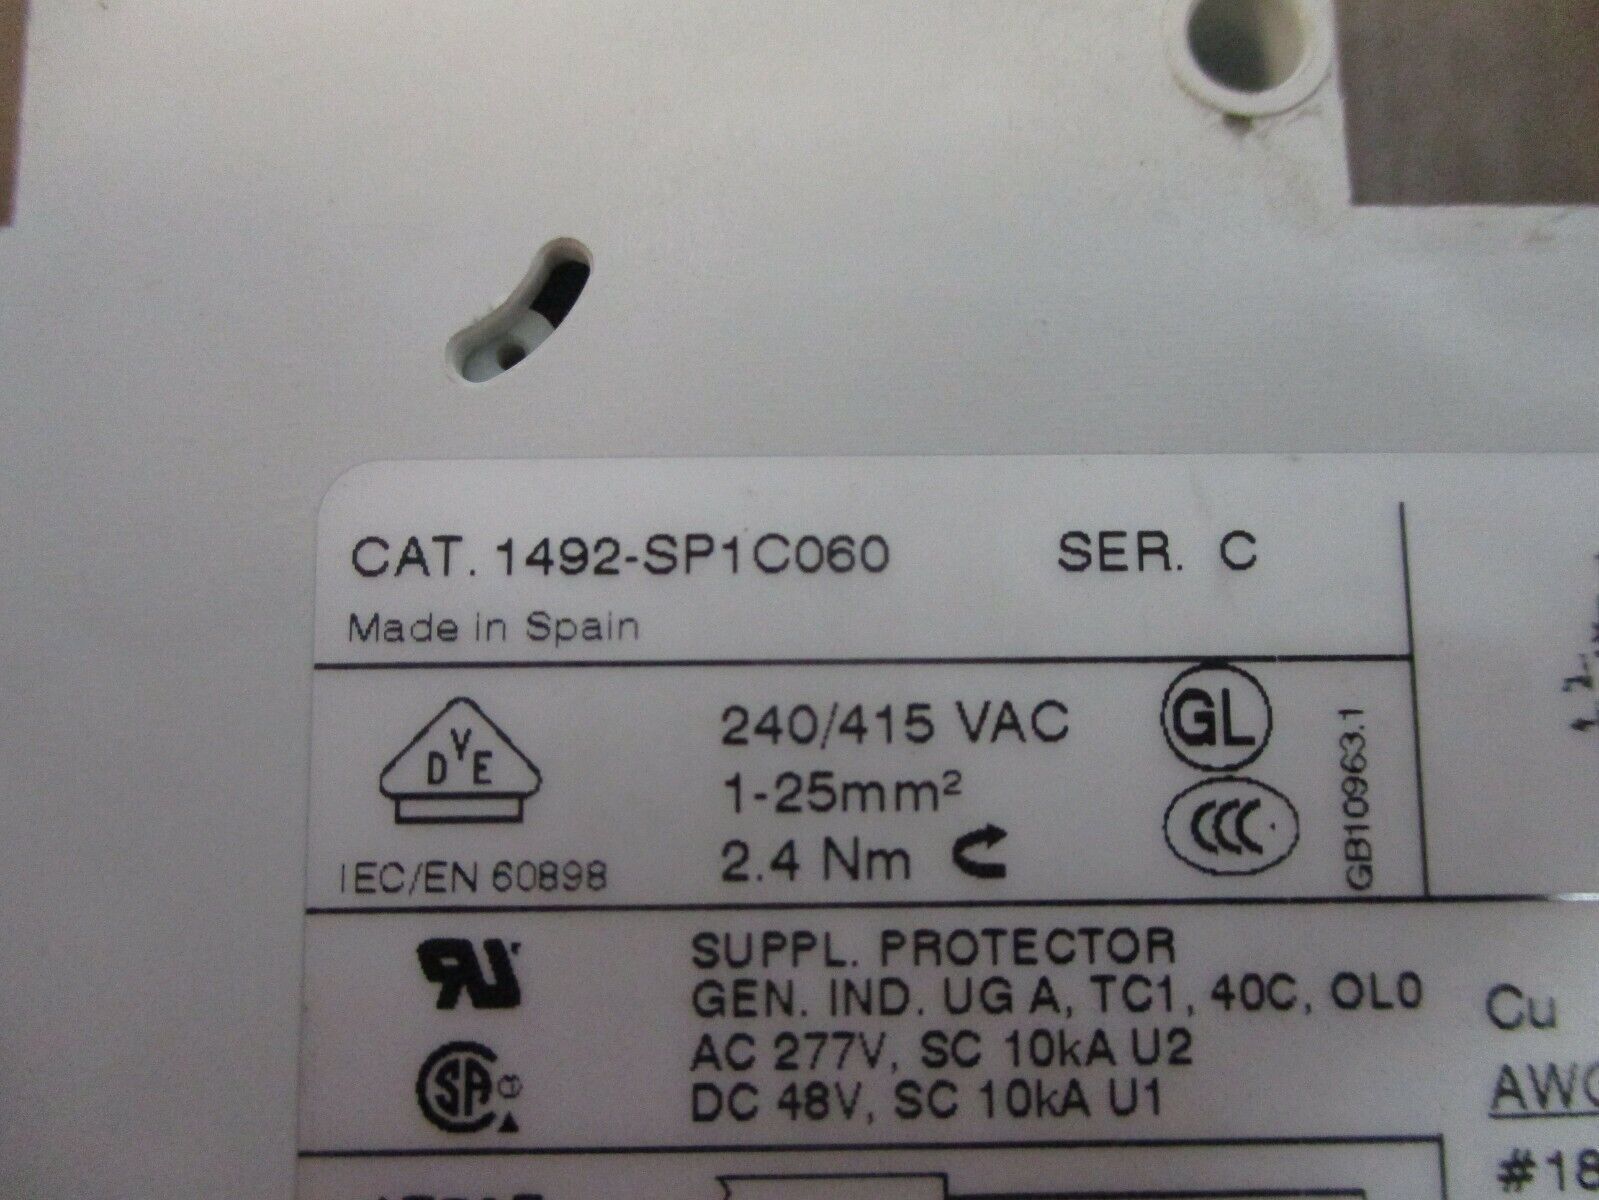 CAT. 1492-SP1C060 SER. C
Made in Spain
DVE
IEC/EN 60898
240/415 VAC
1-25mm²
2.4 Nm
GL
CCC
GB10963.1
SUPPL. PROTECTOR
GEN. IND. UG A, TC1, 40C, OL0
AC 277V, SC 10kA U2
DC 48V, SC 10kA U1
Cu
#18